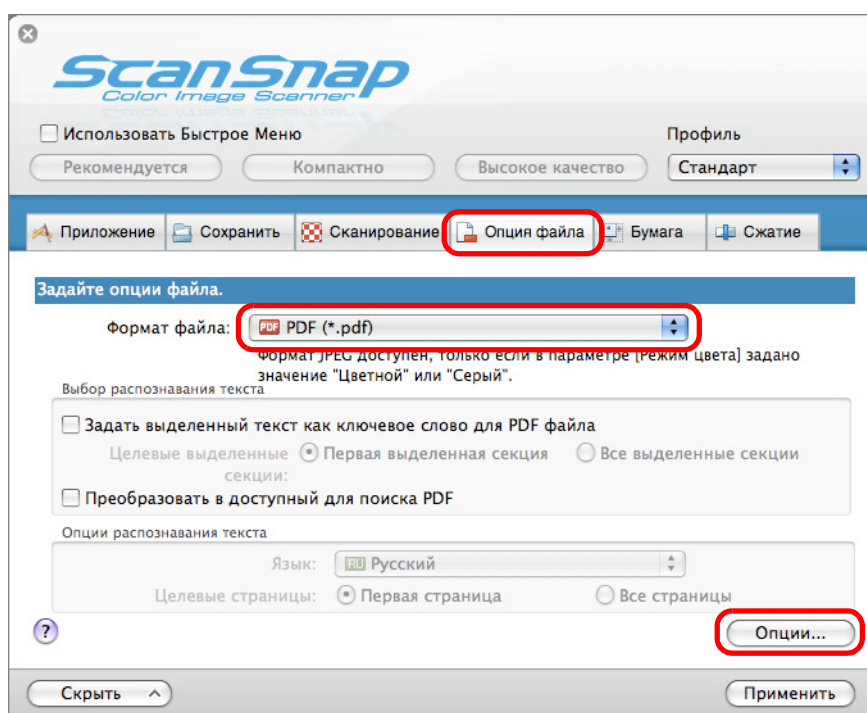 ScanSnap
Color Image Scanner
Использовать Быстрое Меню
Профиль
Рекомендуется Компактно Высокое качество Стандарт
Приложение Сохранить Сканирование Опция файла Бумага Сжатие
Задайте опции файла.
Формат файла: PDF PDF (*.pdf)
Формат JPEG доступен, только если в параметре [Режим цвета] задано
значение "Цветной" или "Серый".
Выбор распознавания текста
Задать выделенный текст как ключевое слово для PDF файла
Целевые выделенные секции: Первая выделенная секция Все выделенные секции
Преобразовать в доступный для поиска PDF
Опции распознавания текста
Язык: RU Русский
Целевые страницы: Первая страница Все страницы
? Опции...
Скрыть Применить